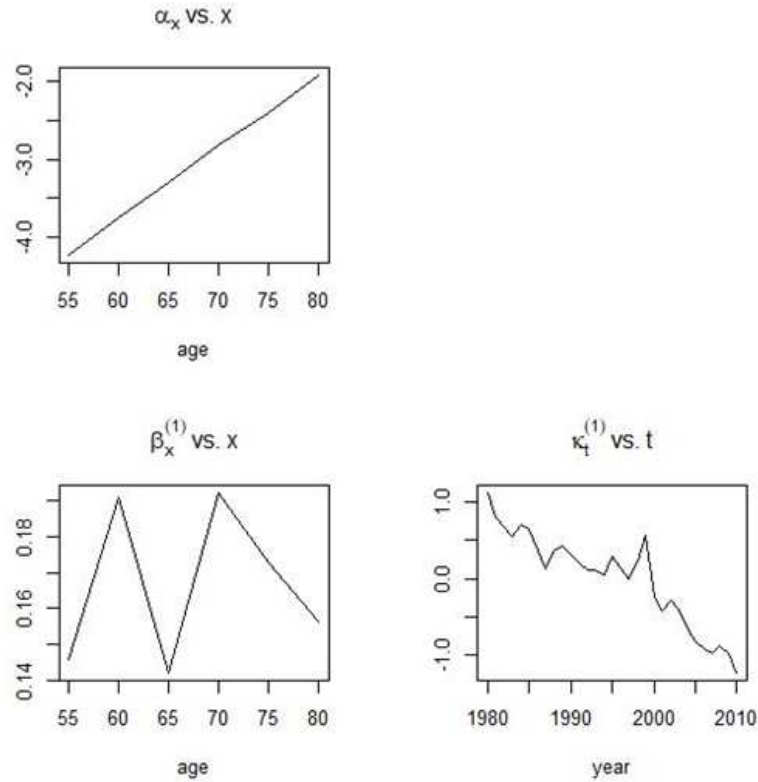 αₓ vs. x
-2.0
-3.0
-4.0
55 60 65 70 75 80
age
βₓ⁽¹⁾ vs. x
0.18
0.16
0.14
55 60 65 70 75 80
age
κₜ⁽¹⁾ vs. t
1.0
0.0
-1.0
1980 1990 2000 2010
year